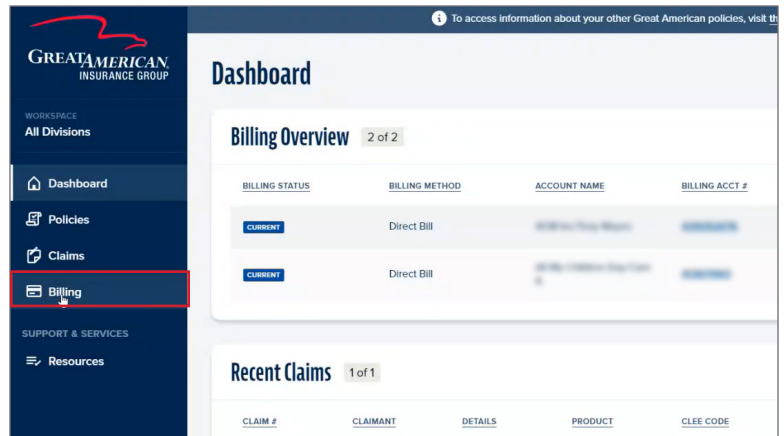 To access information about your other Great American policies, visit th
GREATAMERICAN
INSURANCE GROUP
WORKSPACE
All Divisions
Dashboard
Policies
Claims
Billing
SUPPORT & SERVICES
Resources
Dashboard
Billing Overview 2 of 2
BILLING STATUS BILLING METHOD ACCOUNT NAME BILLING ACCT #
CURRENT Direct Bill
CURRENT Direct Bill
Recent Claims 1 of 1
CLAIM # CLAIMANT DETAILS PRODUCT CLEE CODE